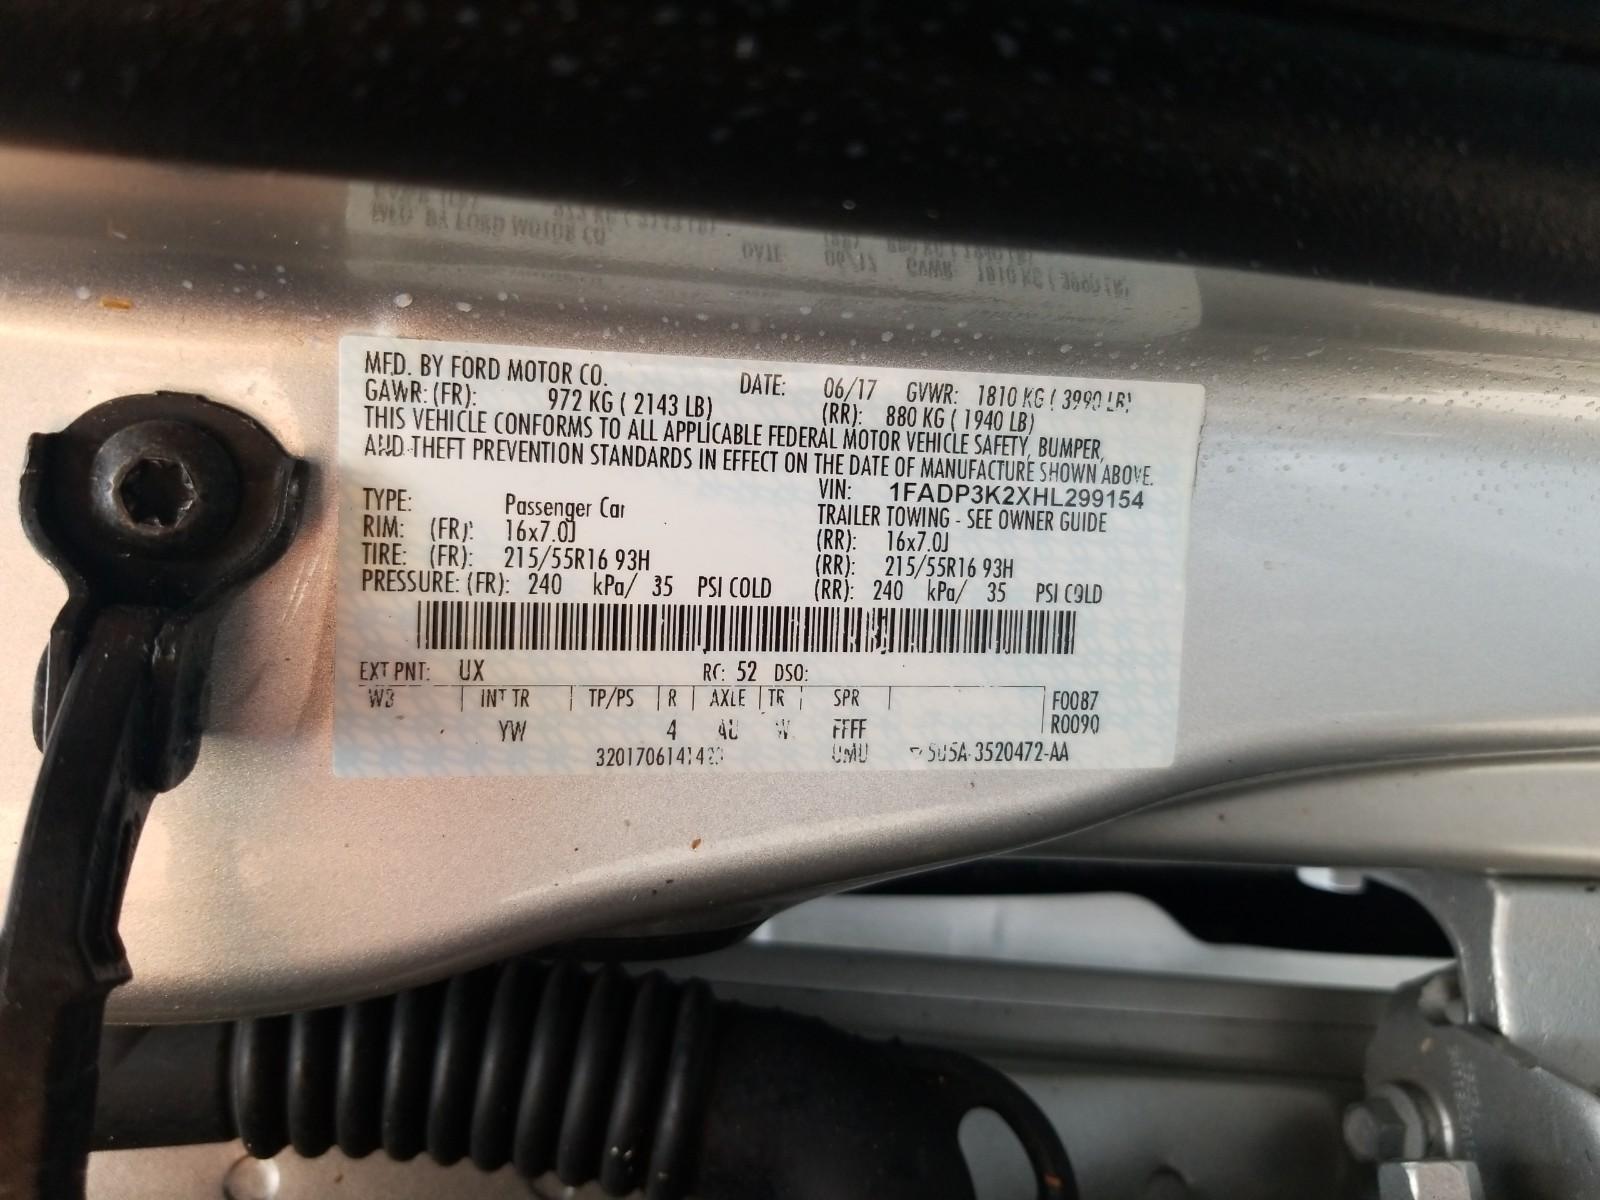 MFD. BY FORD MOTOR CO. DATE: 06/17 GVWR: 1810 KG ( 3990 LB)
GAWR: (FR): 972 KG ( 2143 LB) (RR): 880 KG ( 1940 LB)
THIS VEHICLE CONFORMS TO ALL APPLICABLE FEDERAL MOTOR VEHICLE SAFETY, BUMPER,
AND THEFT PREVENTION STANDARDS IN EFFECT ON THE DATE OF MANUFACTURE SHOWN ABOVE.
VIN: 1FADP3K2XHL299154
TYPE: Passenger Car TRAILER TOWING - SEE OWNER GUIDE
RIM: (FR): 16x7.0J (RR): 16x7.0J
TIRE: (FR): 215/55R16 93H (RR): 215/55R16 93H
PRESSURE: (FR): 240 kPa/ 35 PSI COLD (RR): 240 kPa/ 35 PSI COLD
EXT PNT: UX RC: 52 DSO:
WB INT TR TP/PS R AXLE TR SPR F0087
YW 4 FFFF R0090